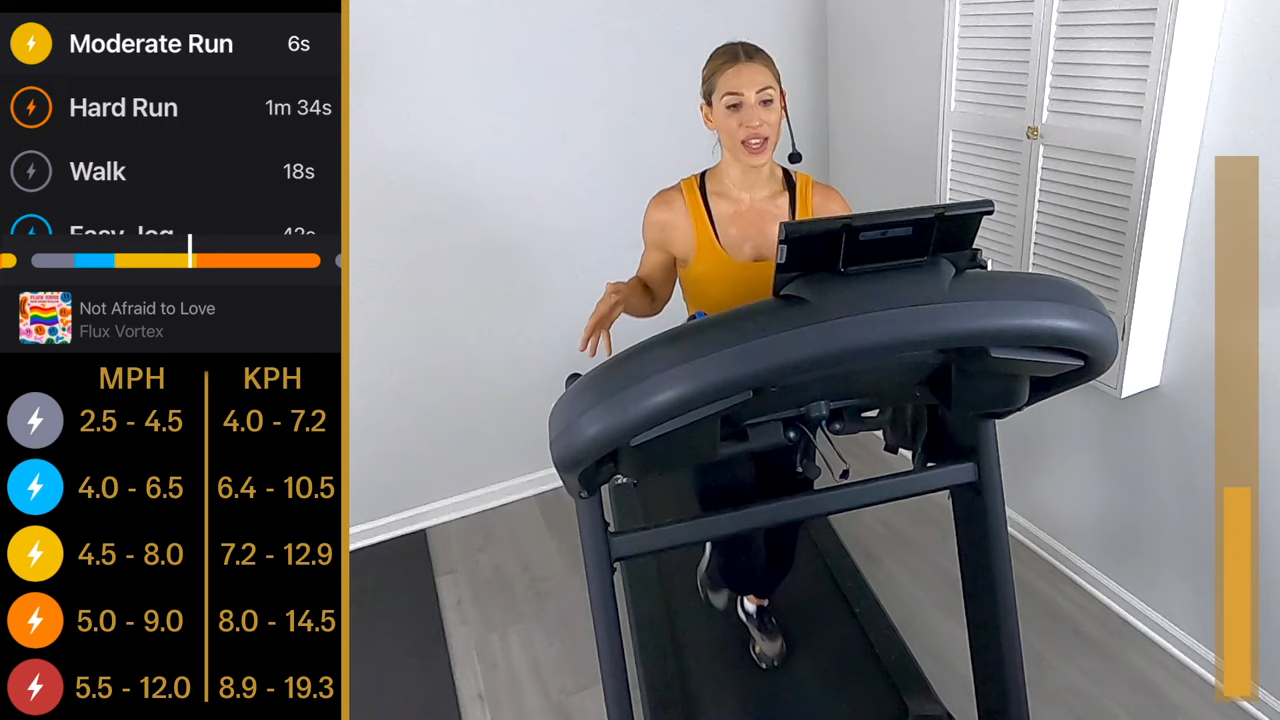 Moderate Run 6s
Hard Run 1m 34s
Walk 18s
Easy Jog 42s
Not Afraid to Love
Flux Vortex
MPH KPH
2.5 - 4.5 4.0 - 7.2
4.0 - 6.5 6.4 - 10.5
4.5 - 8.0 7.2 - 12.9
5.0 - 9.0 8.0 - 14.5
5.5 - 12.0 8.9 - 19.3